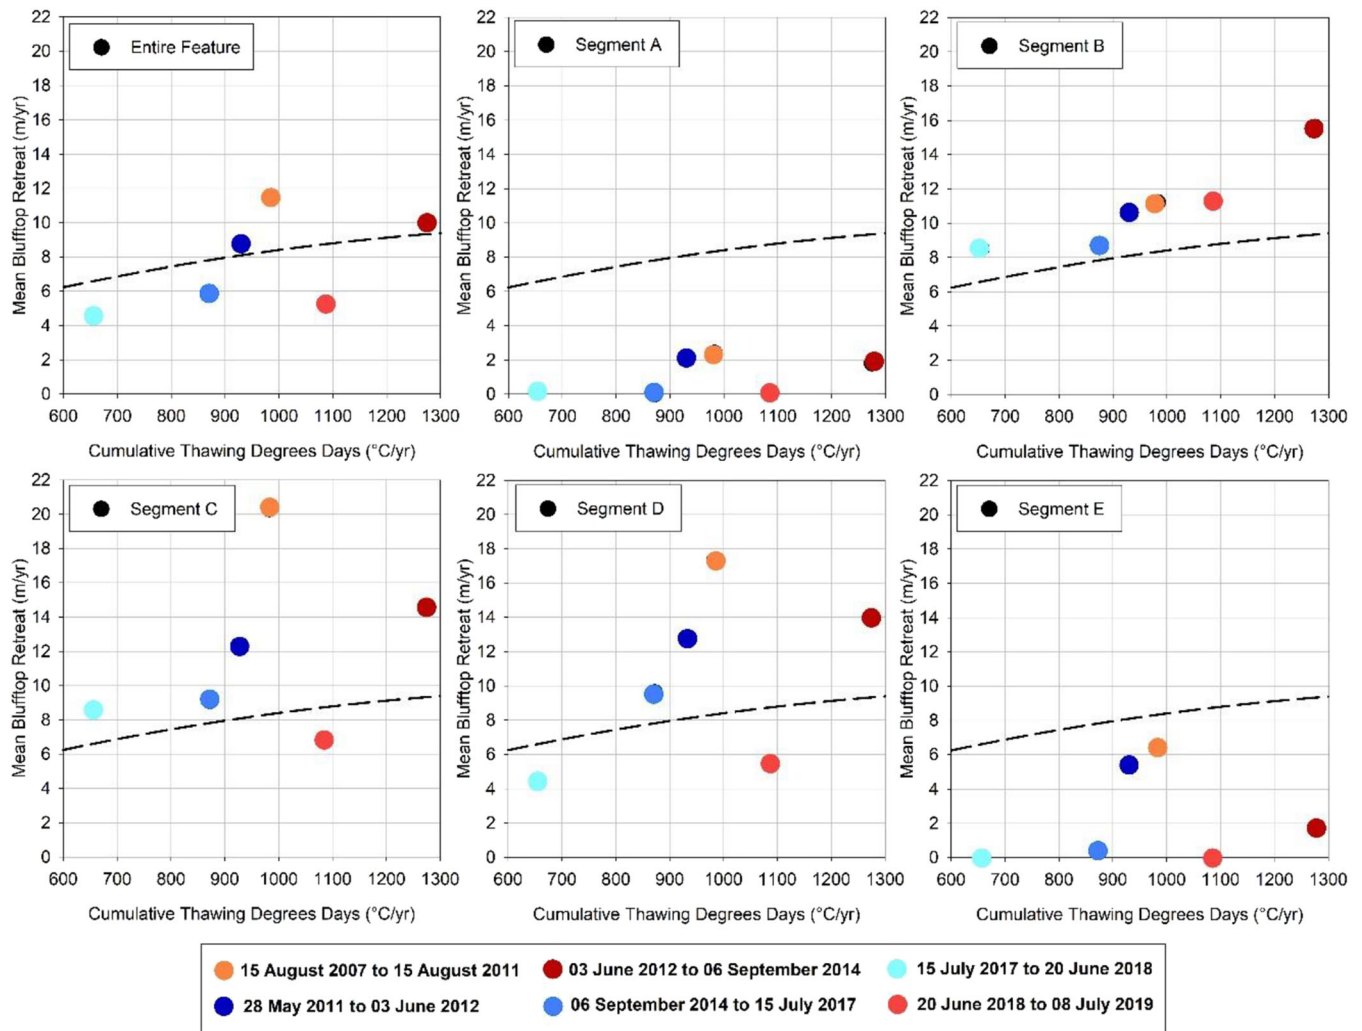 Entire Feature
Mean Blufftop Retreat (m/yr)
22
20
18
16
14
12
10
8
6
4
2
0
600 700 800 900 1000 1100 1200 1300
Cumulative Thawing Degrees Days (°C/yr)
Segment A
Mean Blufftop Retreat (m/yr)
22
20
18
16
14
12
10
8
6
4
2
0
600 700 800 900 1000 1100 1200 1300
Cumulative Thawing Degrees Days (°C/yr)
Segment B
Mean Blufftop Retreat (m/yr)
22
20
18
16
14
12
10
8
6
4
2
0
600 700 800 900 1000 1100 1200 1300
Cumulative Thawing Degrees Days (°C/yr)
Segment C
Mean Blufftop Retreat (m/yr)
22
20
18
16
14
12
10
8
6
4
2
0
600 700 800 900 1000 1100 1200 1300
Cumulative Thawing Degrees Days (°C/yr)
Segment D
Mean Blufftop Retreat (m/yr)
22
20
18
16
14
12
10
8
6
4
2
0
600 700 800 900 1000 1100 1200 1300
Cumulative Thawing Degrees Days (°C/yr)
Segment E
Mean Blufftop Retreat (m/yr)
22
20
18
16
14
12
10
8
6
4
2
0
600 700 800 900 1000 1100 1200 1300
Cumulative Thawing Degrees Days (°C/yr)
15 August 2007 to 15 August 2011
03 June 2012 to 06 September 2014
15 July 2017 to 20 June 2018
28 May 2011 to 03 June 2012
06 September 2014 to 15 July 2017
20 June 2018 to 08 July 2019